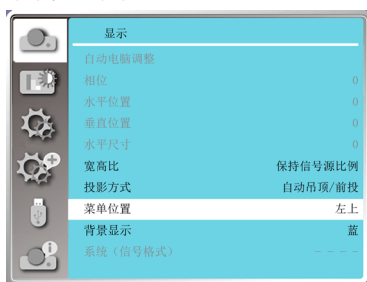 显示
自动电脑调整
相位 0
水平位置 0
垂直位置 0
水平尺寸 0
宽高比 保持信号源比例
投影方式 自动吊顶/前投
菜单位置 左上
背景显示 蓝
系统（信号格式） - - - -